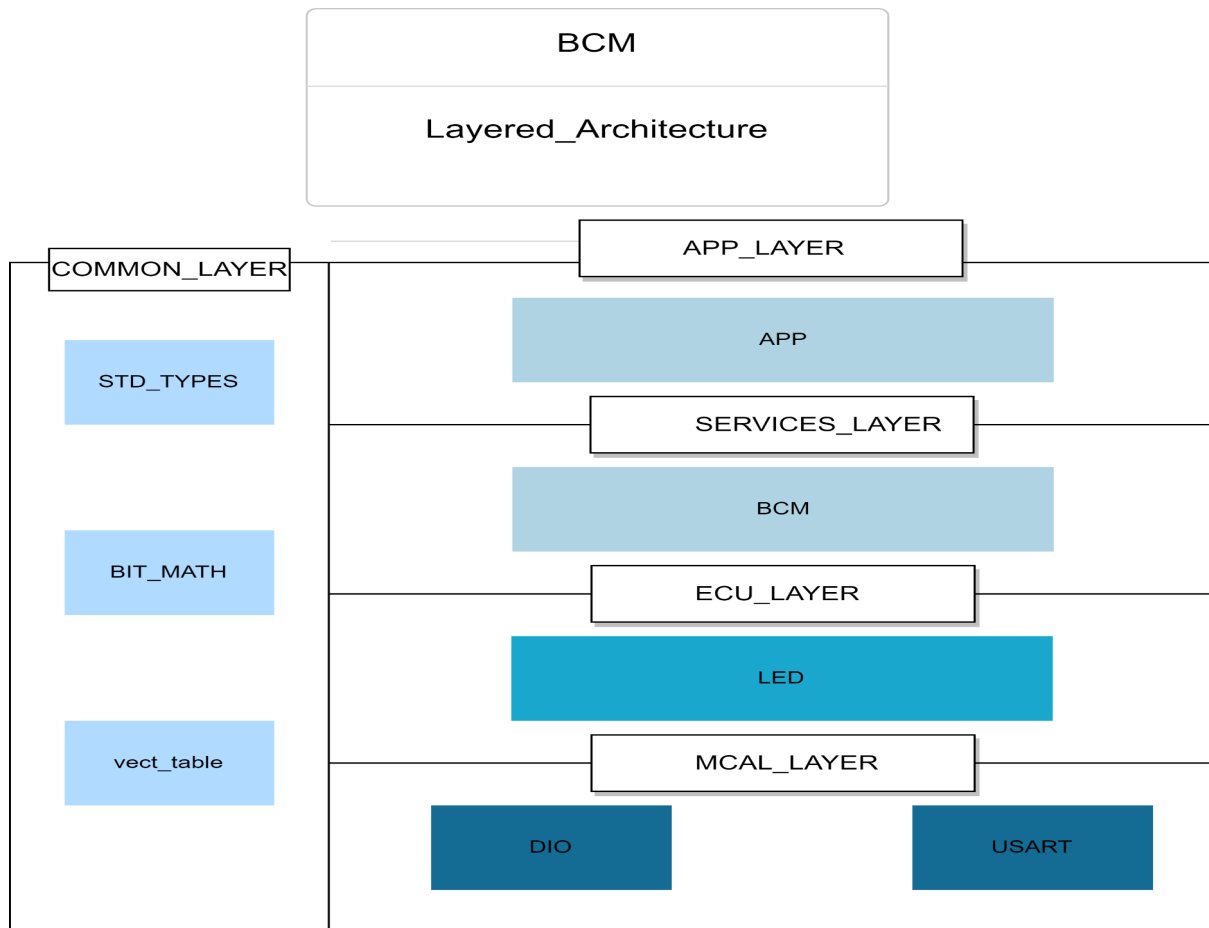 BCM
Layered_Architecture
COMMON_LAYER
STD_TYPES
BIT_MATH
vect_table
APP_LAYER
APP
SERVICES_LAYER
BCM
ECU_LAYER
LED
MCAL_LAYER
DIO
USART